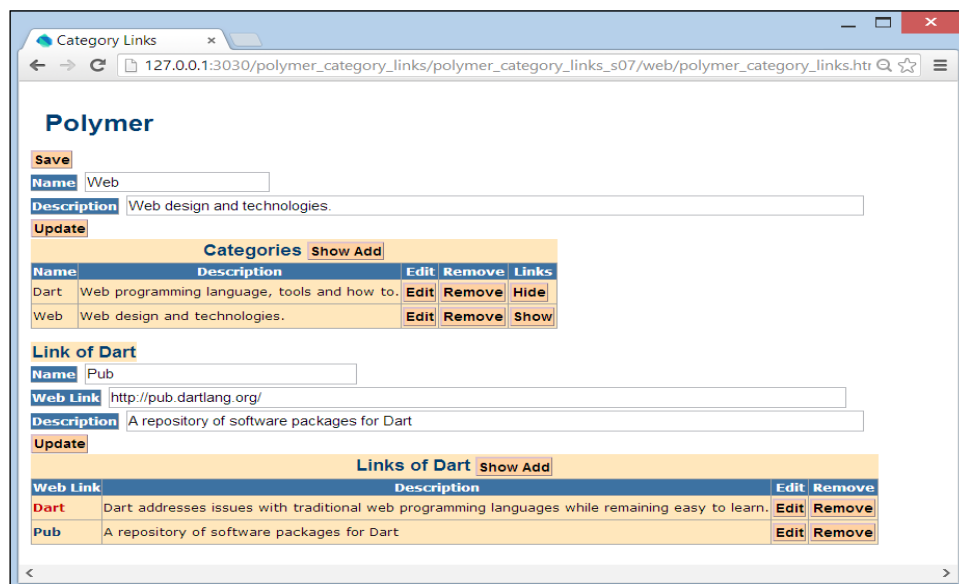 Category Links
127.0.0.1:3030/polymer_category_links/polymer_category_links_s07/web/polymer_category_links.htr
Polymer
Save
Name Web
Description Web design and technologies.
Update
Categories Show Add
Name Description Edit Remove Links
Dart Web programming language, tools and how to. Edit Remove Hide
Web Web design and technologies. Edit Remove Show
Link of Dart
Name Pub
Web Link http://pub.dartlang.org/
Description A repository of software packages for Dart
Update
Links of Dart Show Add
Web Link Description Edit Remove
Dart Dart addresses issues with traditional web programming languages while remaining easy to learn. Edit Remove
Pub A repository of software packages for Dart Edit Remove